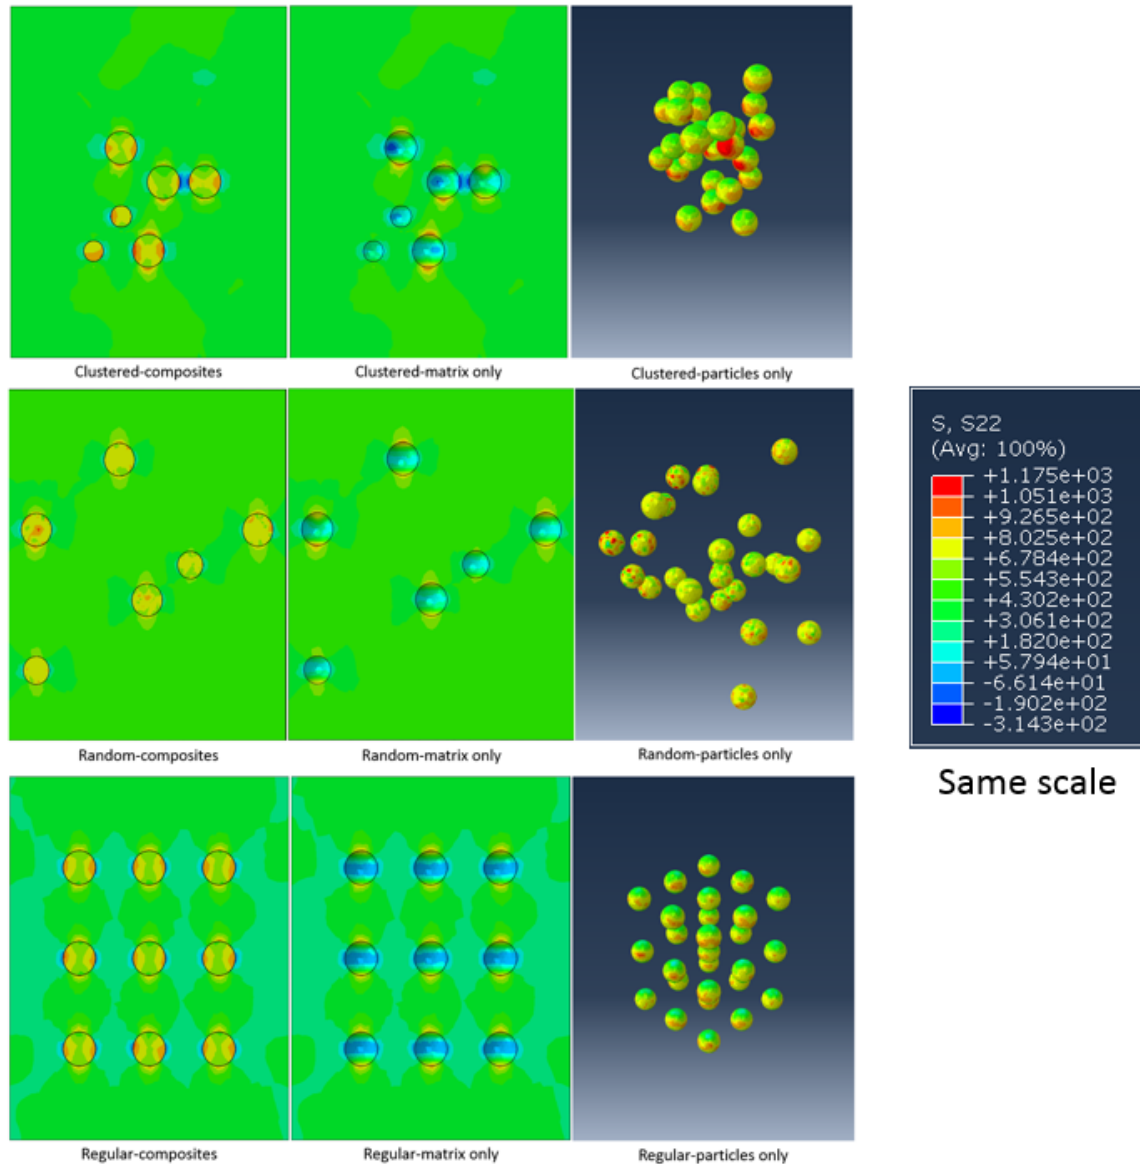 Clustered-composites
Clustered-matrix only
Clustered-particles only
Random-composites
Random-matrix only
Random-particles only
Regular-composites
Regular-matrix only
Regular-particles only
S, S22
(Avg: 100%)
+1.175e+03
+1.051e+03
+9.265e+02
+8.025e+02
+6.784e+02
+5.543e+02
+4.302e+02
+3.061e+02
+1.820e+02
+5.794e+01
-6.614e+01
-1.902e+02
-3.143e+02
Same scale